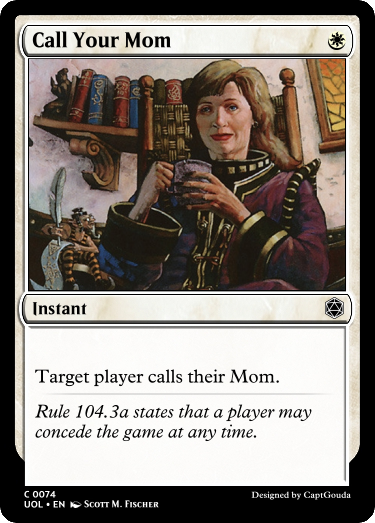 Call Your Mom
Instant
Target player calls their Mom.
Rule 104.3a states that a player may
concede the game at any time.
C 0074
UOL • EN Scott M. Fischer
Designed by CaptGouda